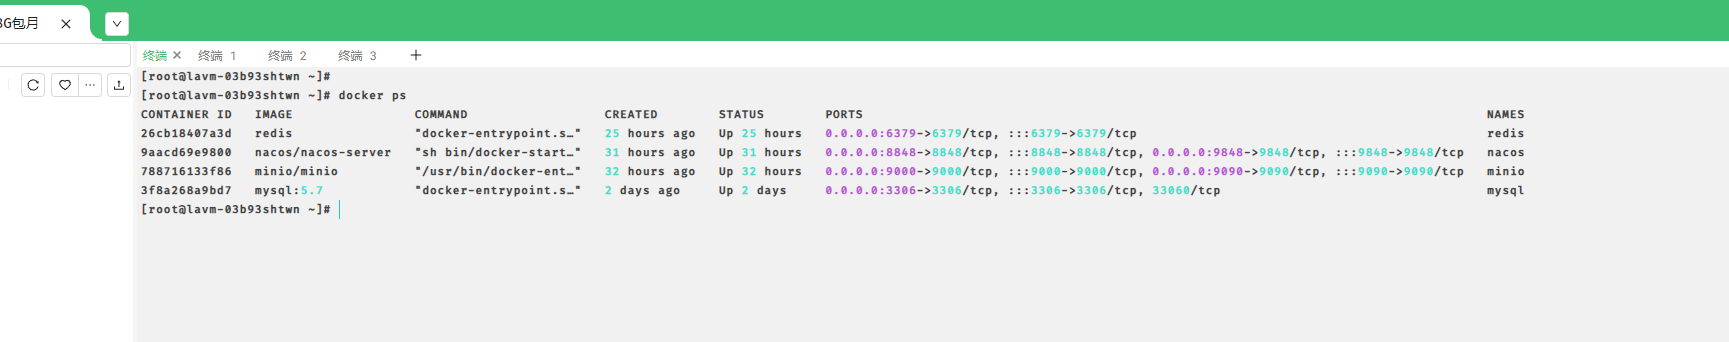 3G包月
终端 终端 1 终端 2 终端 3
[root@lavm-03b93shtwn ~]#
[root@lavm-03b93shtwn ~]# docker ps
CONTAINER ID IMAGE COMMAND CREATED STATUS PORTS NAMES
26cb18407a3d redis "docker-entrypoint.s…" 25 hours ago Up 25 hours 0.0.0.0:6379->6379/tcp, :::6379->6379/tcp redis
9aacd69e9800 nacos/nacos-server "sh bin/docker-start…" 31 hours ago Up 31 hours 0.0.0.0:8848->8848/tcp, :::8848->8848/tcp, 0.0.0.0:9848->9848/tcp, :::9848->9848/tcp nacos
788716133f86 minio/minio "/usr/bin/docker-ent…" 32 hours ago Up 32 hours 0.0.0.0:9000->9000/tcp, :::9000->9000/tcp, 0.0.0.0:9090->9090/tcp, :::9090->9090/tcp minio
3f8a268a9bd7 mysql:5.7 "docker-entrypoint.s…" 2 days ago Up 2 days 0.0.0.0:3306->3306/tcp, :::3306->3306/tcp, 33060/tcp mysql
[root@lavm-03b93shtwn ~]#